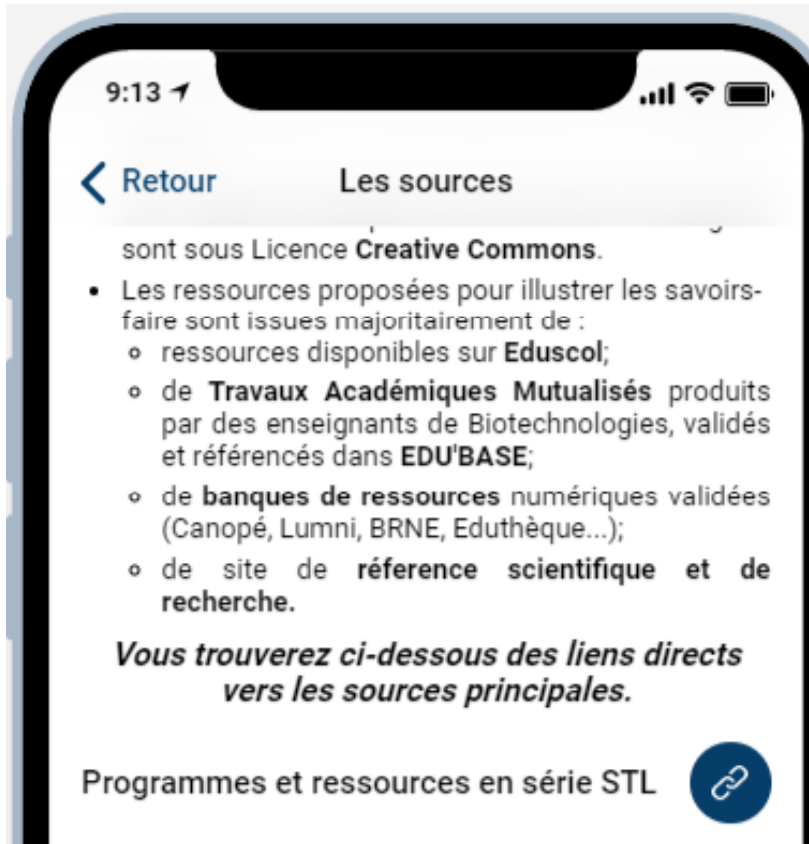 9:13
Retour
Les sources
sont sous Licence Creative Commons.
• Les ressources proposées pour illustrer les savoirs-
faire sont issues majoritairement de :
◦ ressources disponibles sur Eduscol;
◦ de Travaux Académiques Mutualisés produits
par des enseignants de Biotechnologies, validés
et référencés dans EDU'BASE;
◦ de banques de ressources numériques validées
(Canopé, Lumni, BRNE, Eduthèque...);
◦ de site de réference scientifique et de
recherche.
Vous trouverez ci-dessous des liens directs
vers les sources principales.
Programmes et ressources en série STL